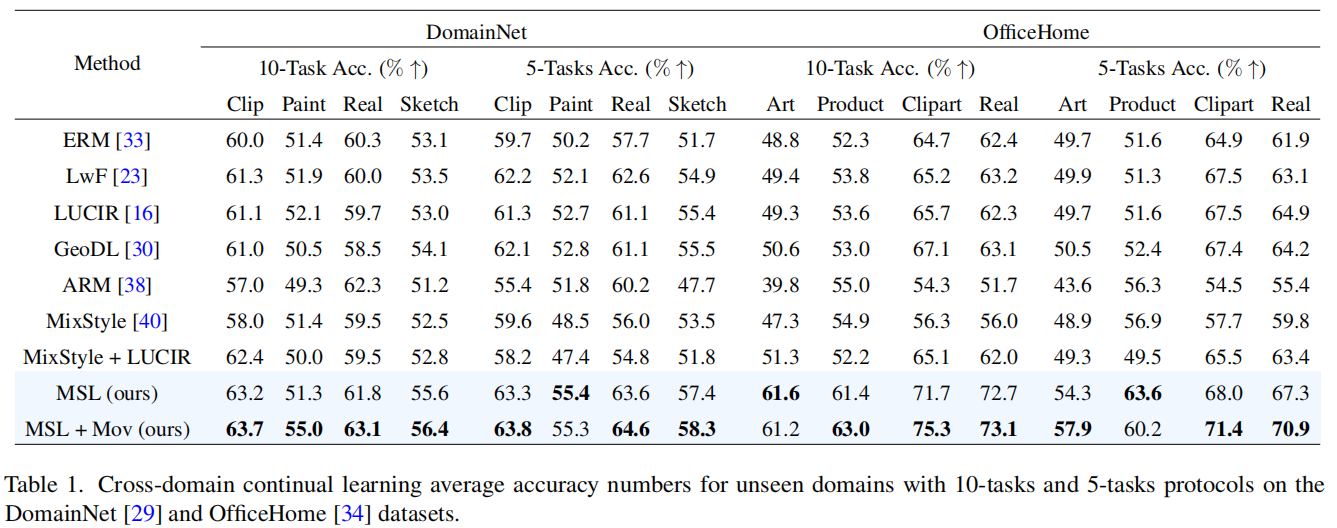 Method DomainNet OfficeHome
10-Task Acc. (% ↑) 5-Tasks Acc. (% ↑) 10-Task Acc. (% ↑) 5-Tasks Acc. (% ↑)
Clip Paint Real Sketch Clip Paint Real Sketch Art Product Clipart Real Art Product Clipart Real
ERM [33] 60.0 51.4 60.3 53.1 59.7 50.2 57.7 51.7 48.8 52.3 64.7 62.4 49.7 51.6 64.9 61.9
LwF [23] 61.3 51.9 60.0 53.5 62.2 52.1 62.6 54.9 49.4 53.8 65.2 63.2 49.9 51.3 67.5 63.1
LUCIR [16] 61.1 52.1 59.7 53.0 61.3 52.7 61.1 55.4 49.3 53.6 65.7 62.3 49.7 51.6 67.5 64.9
GeoDL [30] 61.0 50.5 58.5 54.1 62.1 52.8 61.1 55.5 50.6 53.0 67.1 63.1 50.5 52.4 67.4 64.2
ARM [38] 57.0 49.3 62.3 51.2 55.4 51.8 60.2 47.7 39.8 55.0 54.3 51.7 43.6 56.3 54.5 55.4
MixStyle [40] 58.0 51.4 59.5 52.5 59.6 48.5 56.0 53.5 47.3 54.9 56.3 56.0 48.9 56.9 57.7 59.8
MixStyle + LUCIR 62.4 50.0 59.5 52.8 58.2 47.4 54.8 51.8 51.3 52.2 65.1 62.0 49.3 49.5 65.5 63.4
MSL (ours) 63.2 51.3 61.8 55.6 63.3 55.4 63.6 57.4 61.6 61.4 71.7 72.7 54.3 63.6 68.0 67.3
MSL + Mov (ours) 63.7 55.0 63.1 56.4 63.8 55.3 64.6 58.3 61.2 63.0 75.3 73.1 57.9 60.2 71.4 70.9
Table 1. Cross-domain continual learning average accuracy numbers for unseen domains with 10-tasks and 5-tasks protocols on the
DomainNet [29] and OfficeHome [34] datasets.